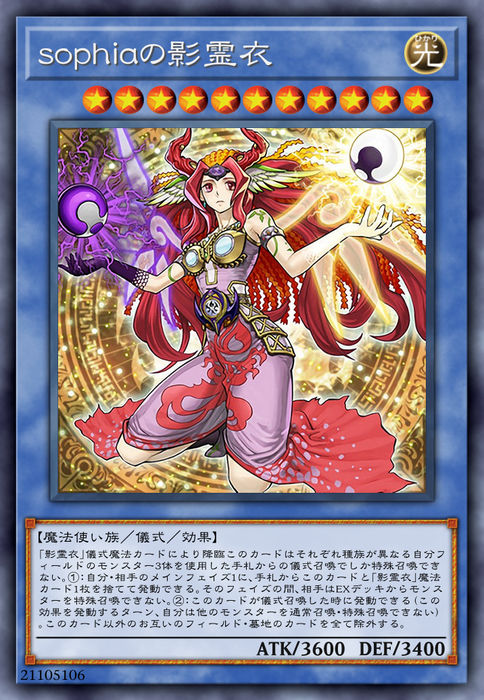 sophiaの影霊衣
ひかり
光
【魔法使い族／儀式／効果】
「影霊衣」儀式魔法カードにより降臨このカードはそれぞれ種族が異なる自分フ
ィールドのモンスター3体を使用した手札からの儀式召喚でしか特殊召喚でき
ない。①：自分・相手のメインフェイズ1に、手札からこのカードと「影霊衣」魔法
カード1枚を捨てて発動できる。そのフェイズの間、相手はEXデッキからモンス
ターを特殊召喚できない。②：このカードが儀式召喚した時に発動できる（この
効果を発動するターン、自分は他のモンスターを通常召喚・特殊召喚できない）
。このカード以外のお互いのフィールド・墓地のカードを全て除外する。
ATK/3600 DEF/3400
21105106